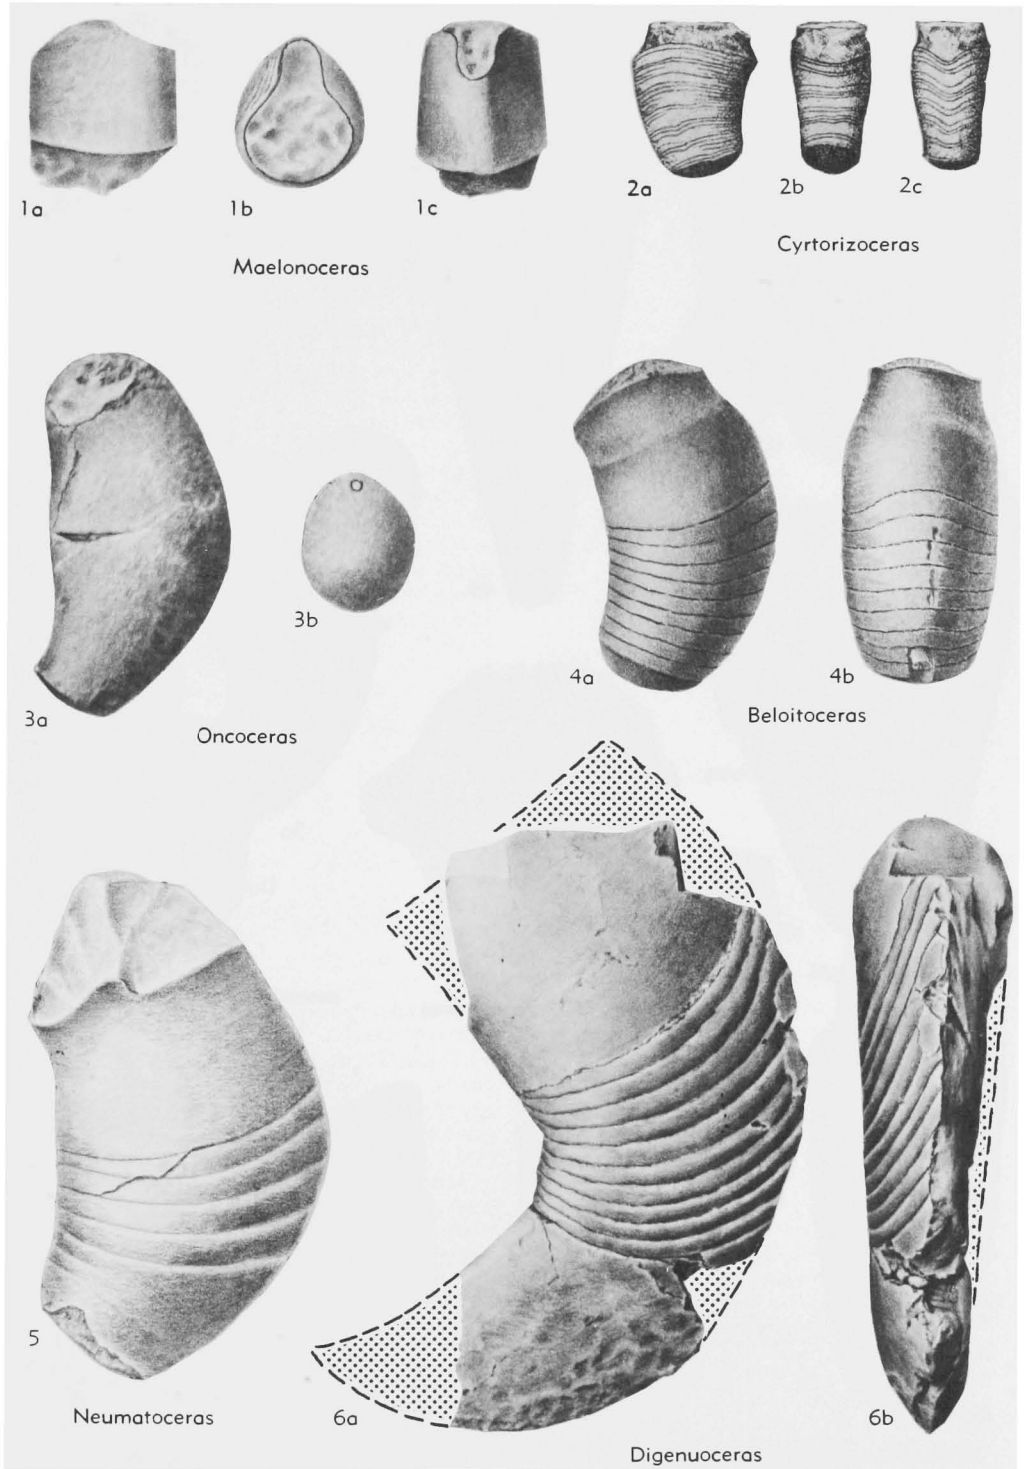 1a
1b
1c
2a
2b
2c
Maelonoceras
Cyrtorizoceras
3a
3b
Oncoceras
4a
4b
Beloitoceras
5
Neumatoceras
6a
6b
Digenuoceras